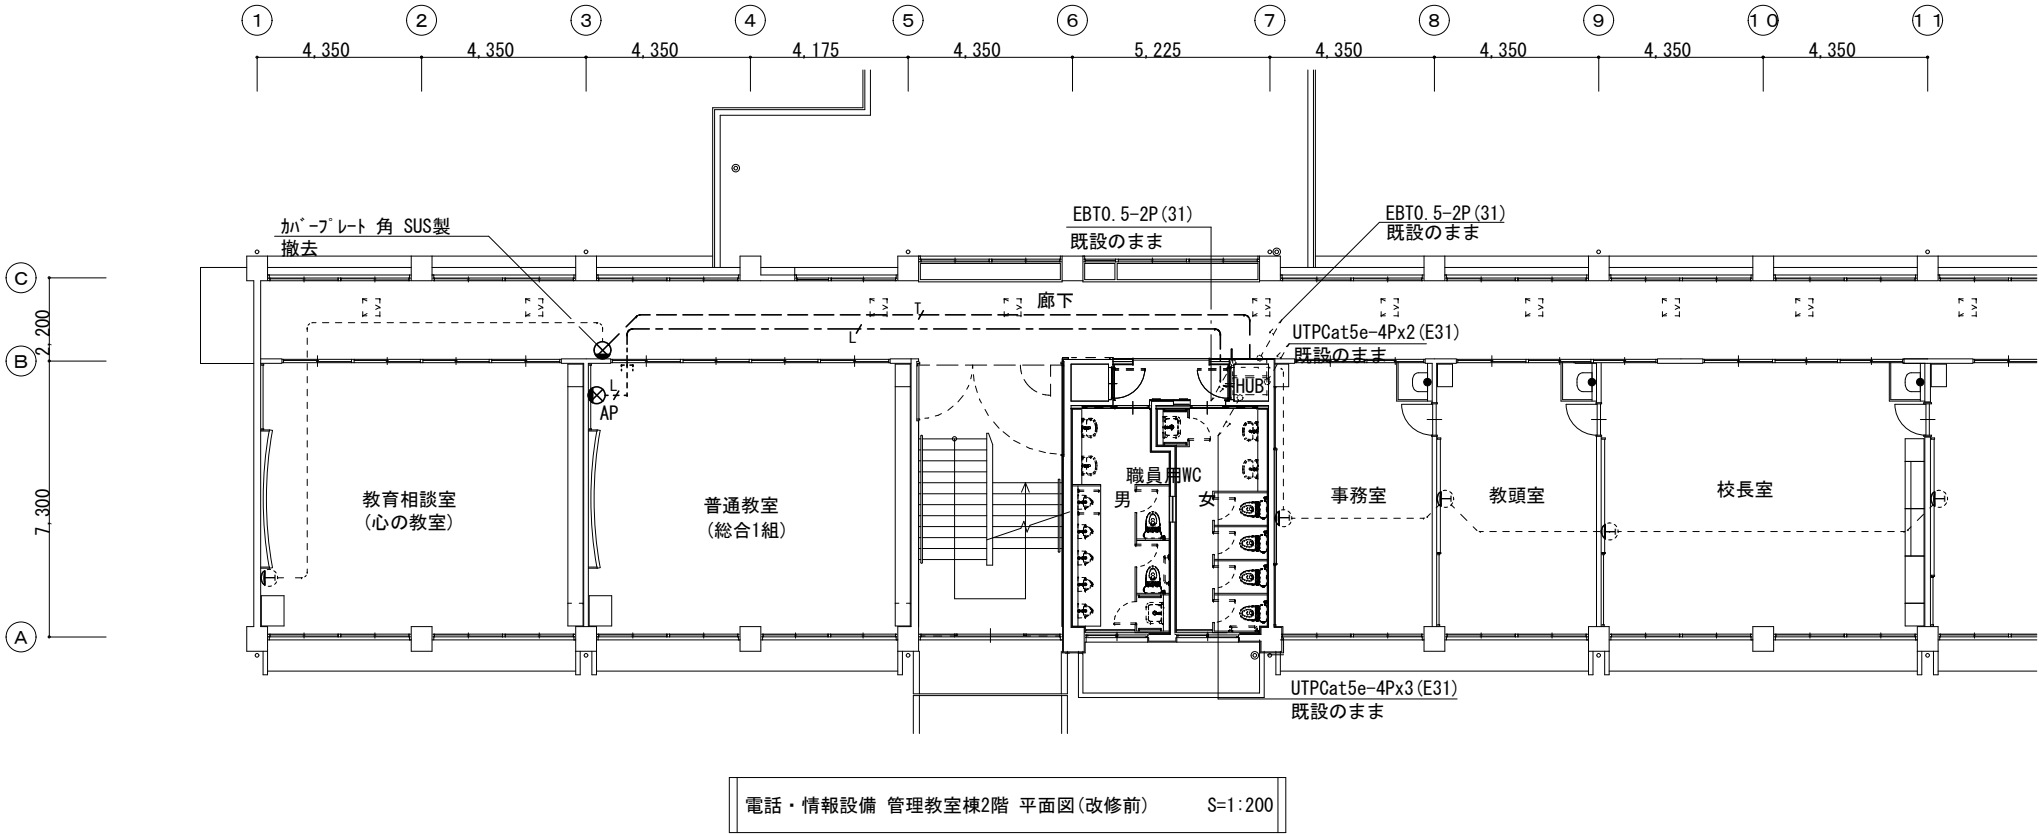 1 2 3 4 5 6 7 8 9 10 11
4,350 4,350 4,350 4,175 4,350 5,225 4,350 4,350 4,350 4,350
カバープレート 角 SUS製
撤去
EBT0.5-2P(31)
既設のまま
EBT0.5-2P(31)
既設のまま
C
2,200
B
7,300
A
廊下
T
L
UTPCat5e-4Px2(E31)
既設のまま
L
AP
HUB
職員用WC
男 女
教育相談室
(心の教室)
普通教室
(総合1組)
事務室
教頭室
校長室
UTPCat5e-4Px3(E31)
既設のまま
電話・情報設備 管理教室棟2階 平面図(改修前) S=1:200